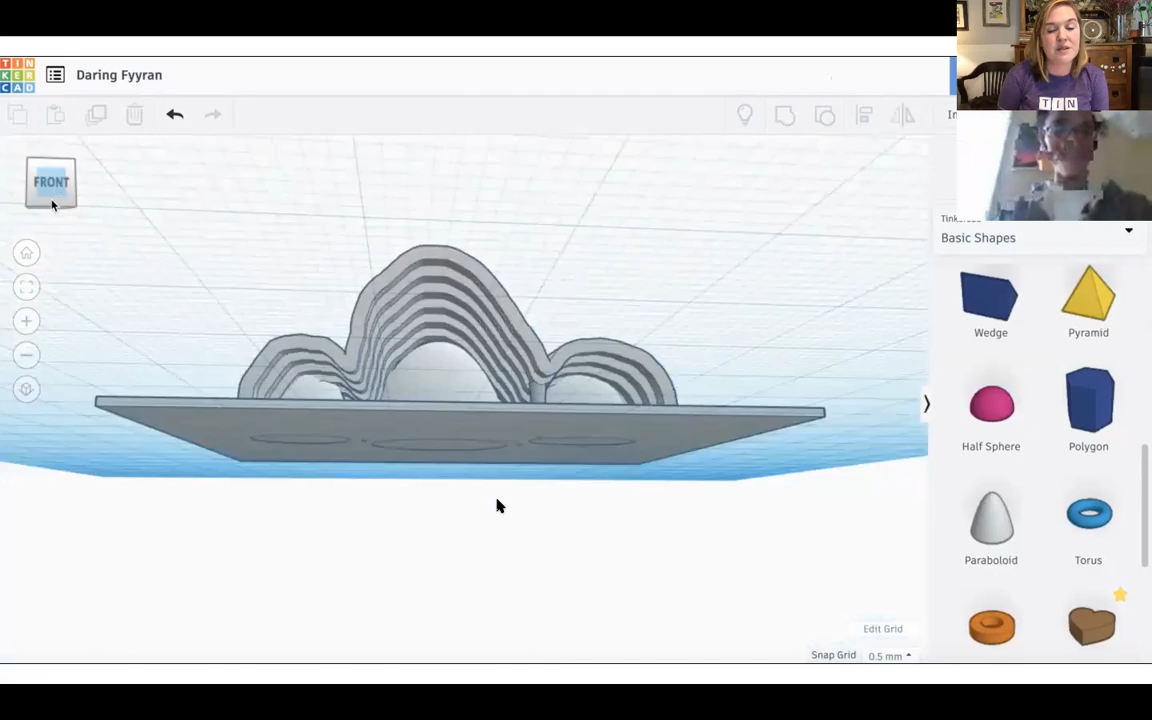 TIN
KER
CAD
Daring Fyyran
TIN
FRONT
Basic Shapes
Wedge
Pyramid
Half Sphere
Polygon
Paraboloid
Torus
Edit Grid
Snap Grid 0.5 mm